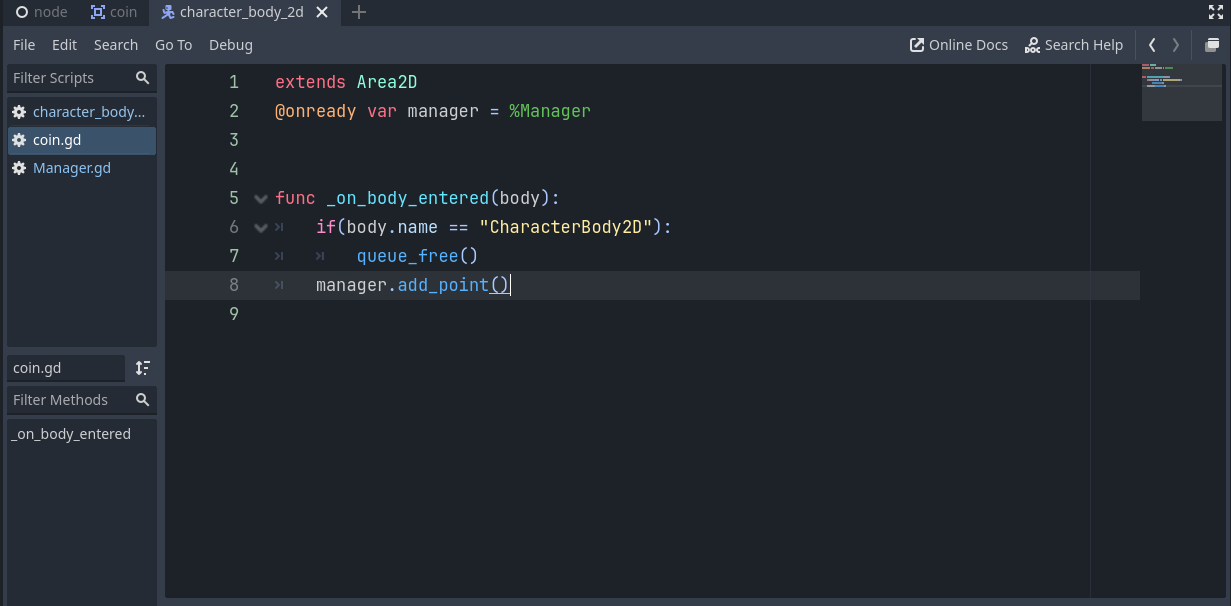 node coin character_body_2d
File Edit Search Go To Debug Online Docs Search Help
Filter Scripts
character_body...
coin.gd
Manager.gd
coin.gd
Filter Methods
_on_body_entered
1 extends Area2D
2 @onready var manager = %Manager
3
4
5 func _on_body_entered(body):
6 if(body.name == "CharacterBody2D"):
7 queue_free()
8 manager.add_point()
9